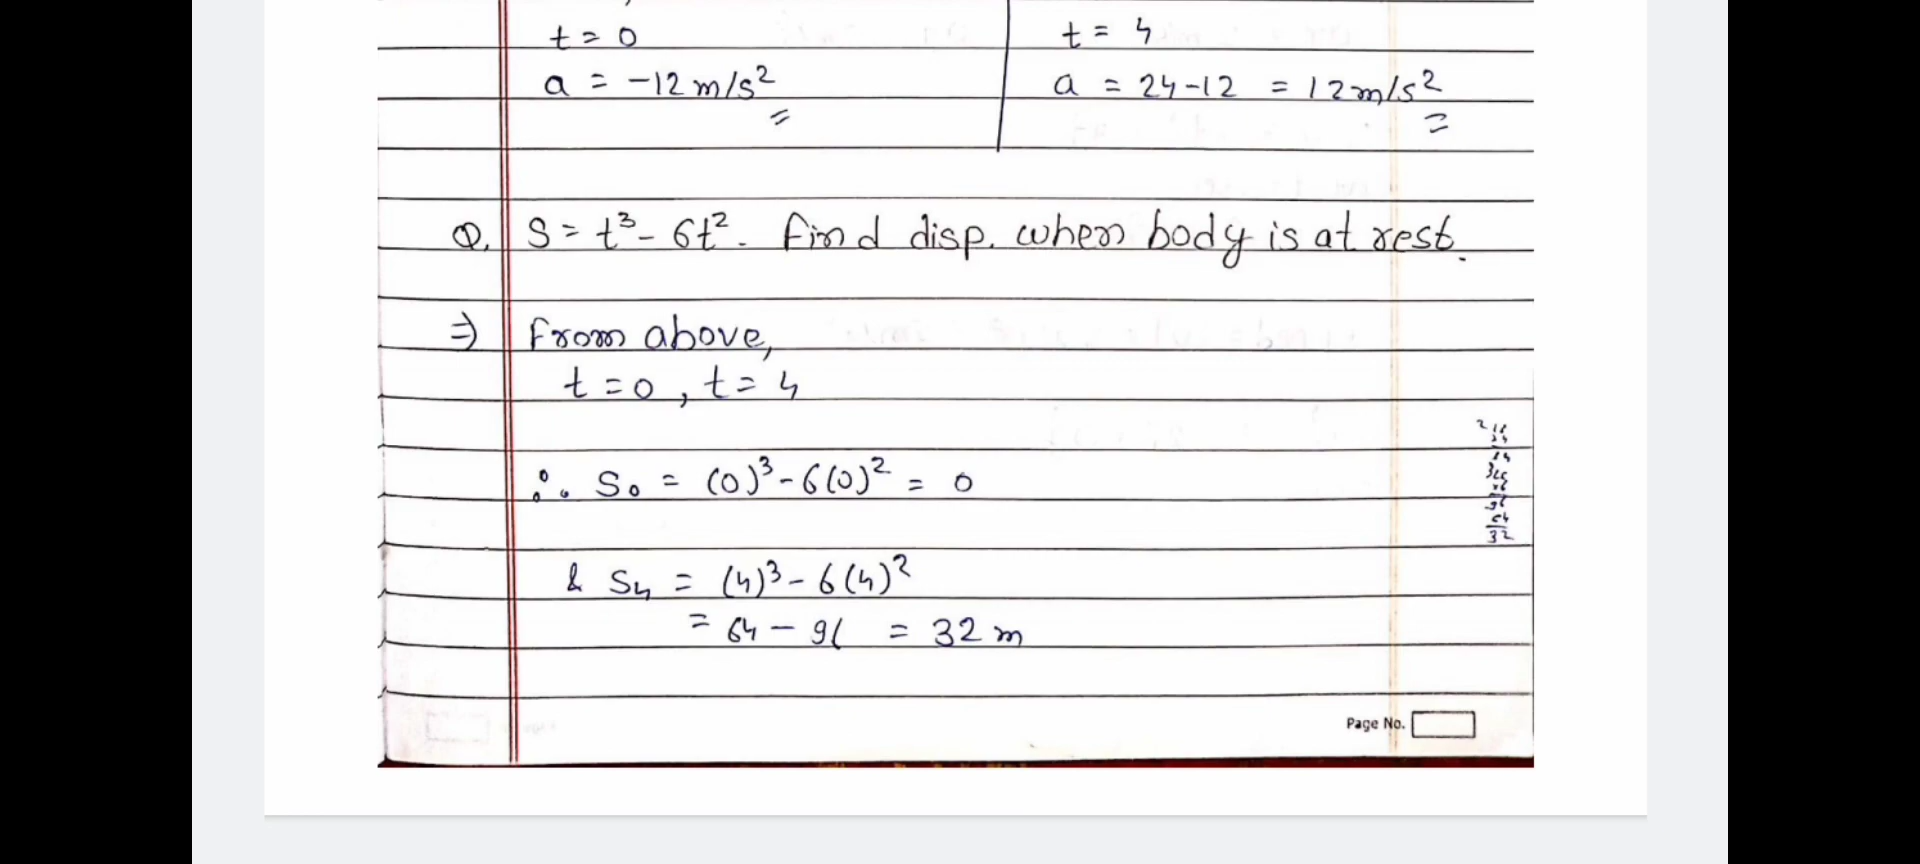 t = 0
a = -12 m/s²
t = 4
a = 24-12 = 12 m/s²
Q. S = t³ - 6t². Find disp. when body is at rest.
⇒ From above,
t = 0, t = 4
∴ S₀ = (0)³ - 6(0)² = 0
& S₄ = (4)³ - 6(4)²
= 64 - 96 = 32 m
64
32
Page No.